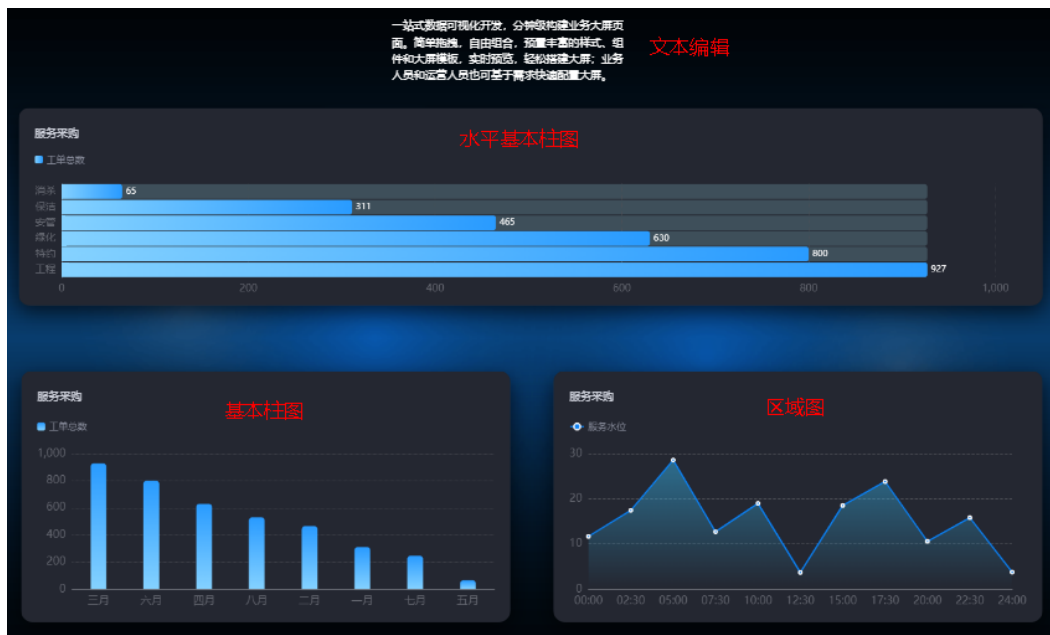 一站式数据可视化开发，分钟级构建业务大屏页
面。简单拖拽，自由组合，预置丰富的样式、组
件和大屏模板，实时预览，轻松搭建大屏；业务
人员和运营人员也可基于需求快速配置大屏。
文本编辑
服务采购
水平基本柱图
工单总数
消杀 65
保洁 311
安管 465
绿化 630
特约 800
工程 927
0 200 400 600 800 1,000
服务采购
基本柱图
工单总数
1,000
800
600
400
200
0
三月 六月 四月 八月 二月 一月 七月 五月
服务采购
区域图
服务水位
30
20
10
0
00:00 02:30 05:00 07:30 10:00 12:30 15:00 17:30 20:00 22:30 24:00